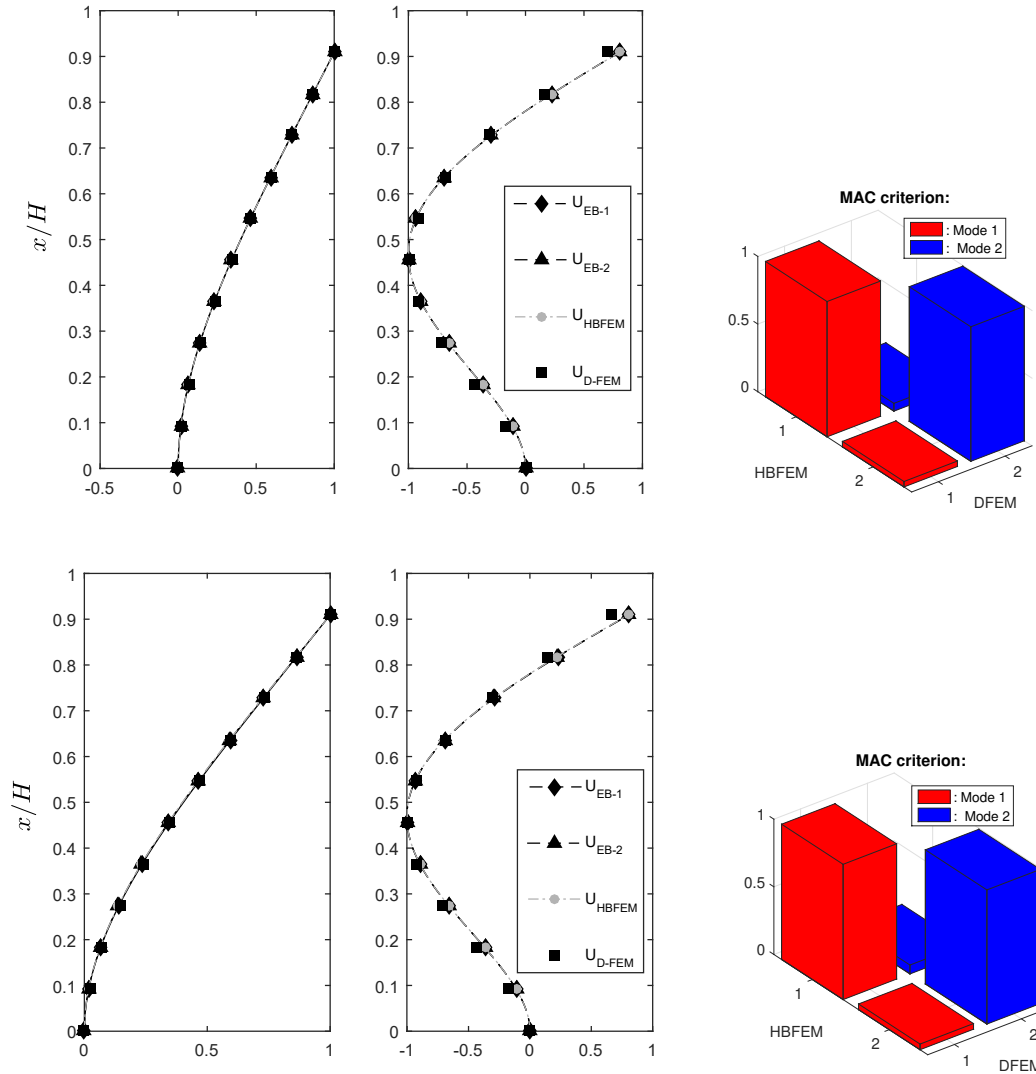 1
0.9
0.8
0.7
0.6
0.5
0.4
0.3
0.2
0.1
0
x/H
-0.5 0 0.5 1
1
0.9
0.8
0.7
0.6
0.5
0.4
0.3
0.2
0.1
0
-1 -0.5 0 0.5 1
U_EB-1
U_EB-2
U_HBFEM
U_D-FEM
MAC criterion:
: Mode 1
: Mode 2
1
0.5
0
1
2
HBFEM
1
2
DFEM
1
0.9
0.8
0.7
0.6
0.5
0.4
0.3
0.2
0.1
0
x/H
0 0.5 1
1
0.9
0.8
0.7
0.6
0.5
0.4
0.3
0.2
0.1
0
-1 -0.5 0 0.5 1
U_EB-1
U_EB-2
U_HBFEM
U_D-FEM
MAC criterion:
: Mode 1
: Mode 2
1
0.5
0
1
2
HBFEM
1
2
DFEM